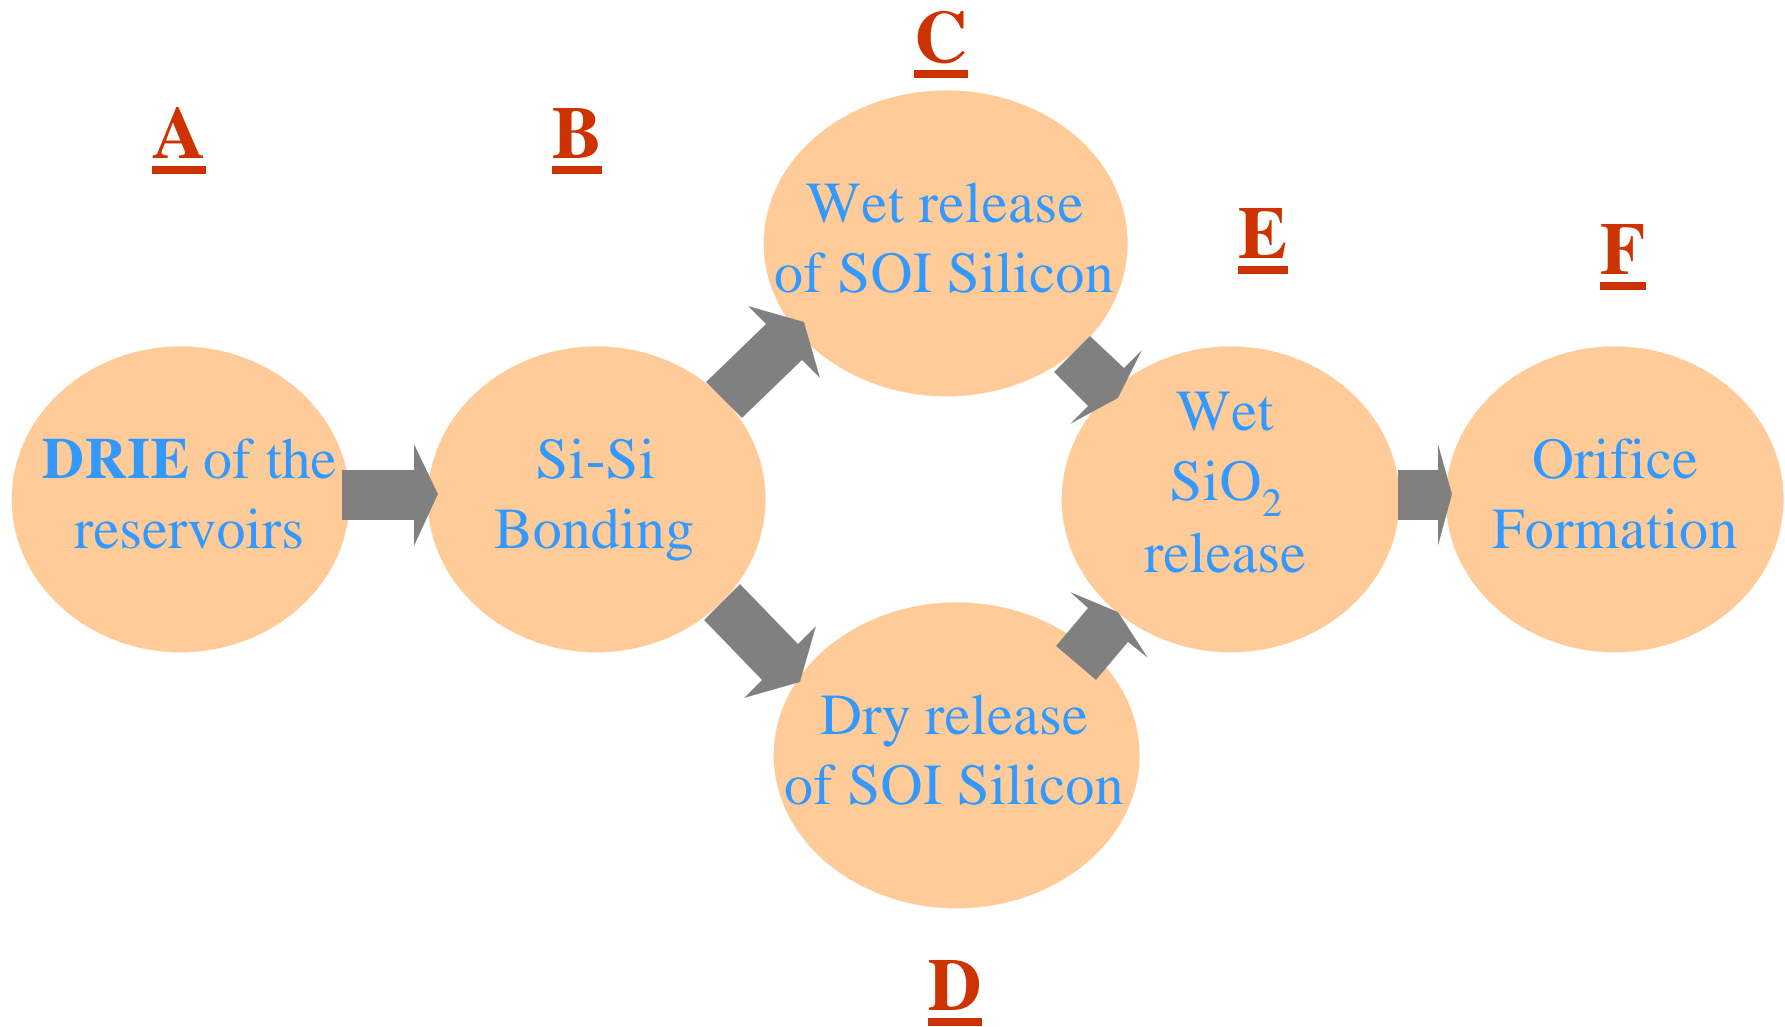 A
DRIE of the
reservoirs
B
Si-Si
Bonding
C
Wet release
of SOI Silicon
D
Dry release
of SOI Silicon
E
Wet
SiO₂
release
F
Orifice
Formation